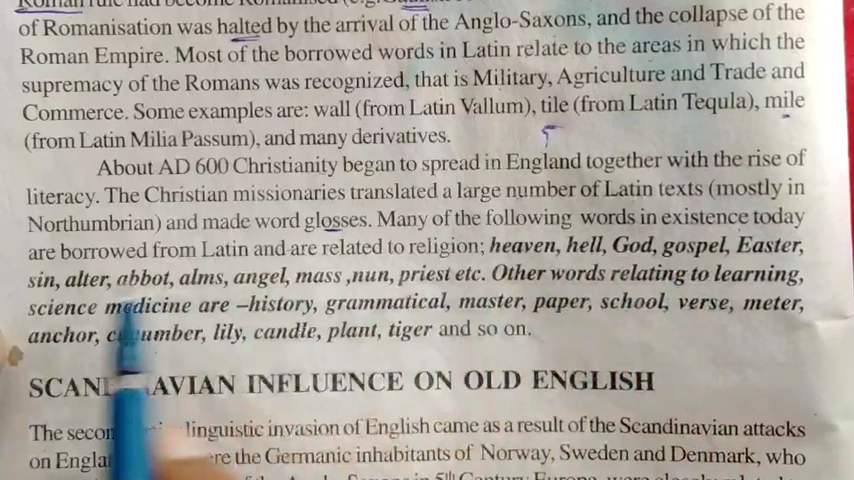 Roman rule had become Romanised
of Romanisation was halted by the arrival of the Anglo-Saxons, and the collapse of
Roman Empire. Most of the borrowed words in Latin relate to the areas in which the
supremacy of the Romans was recognized, that is Military, Agriculture and Trade and
Commerce. Some examples are: wall (from Latin Vallum), tile (from Latin Tequla), mile
(from Latin Milia Passum), and many derivatives.
About AD 600 Christianity began to spread in England together with the rise of
literacy. The Christian missionaries translated a large number of Latin texts (mostly in
Northumbrian) and made word glosses. Many of the following words in existence today
are borrowed from Latin and are related to religion; heaven, hell, God, gospel, Easter,
sin, alter, abbot, alms, angel, mass ,nun, priest etc. Other words relating to learning,
science medicine are –history, grammatical, master, paper, school, verse, meter,
anchor, cucumber, lily, candle, plant, tiger and so on.
SCANDINAVIAN INFLUENCE ON OLD ENGLISH
The second linguistic invasion of English came as a result of the Scandinavian attacks
on England the Germanic inhabitants of Norway, Sweden and Denmark, who